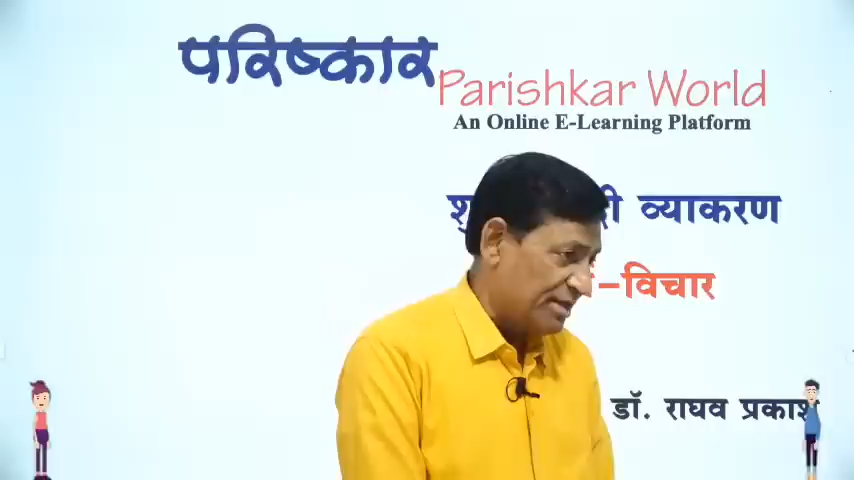 परिष्कार
Parishkar World
An Online E-Learning Platform
व्याकरण
-विचार
डॉ. राघव प्रकाश